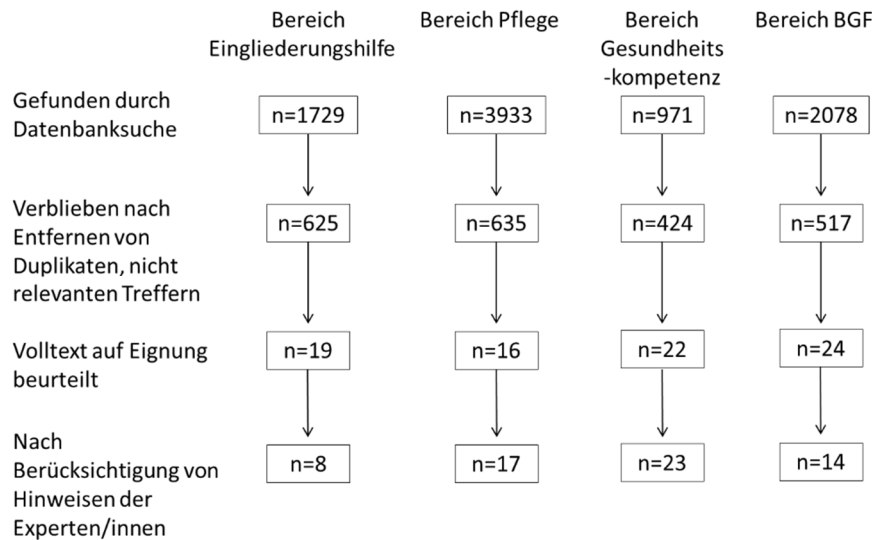 Bereich
Eingliederungshilfe
Bereich Pflege
Bereich
Gesundheits
-kompetenz
Bereich BGF
Gefunden durch
Datenbanksuche
n=1729
n=3933
n=971
n=2078
Verblieben nach
Entfernen von
Duplikaten, nicht
relevanten Treffern
n=625
n=635
n=424
n=517
Volltext auf Eignung
beurteilt
n=19
n=16
n=22
n=24
Nach
Berücksichtigung von
Hinweisen der
Experten/innen
n=8
n=17
n=23
n=14